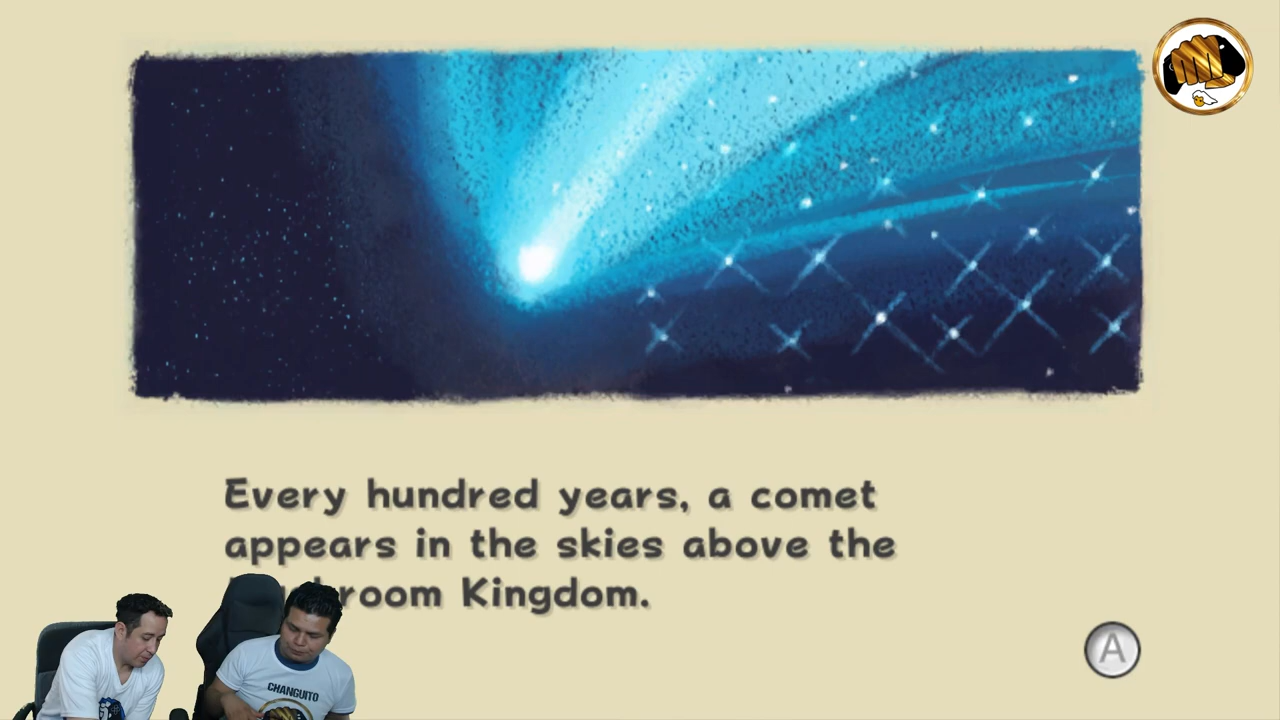 Every hundred years, a comet
appears in the skies above the
room Kingdom.
A
CHANGUITO